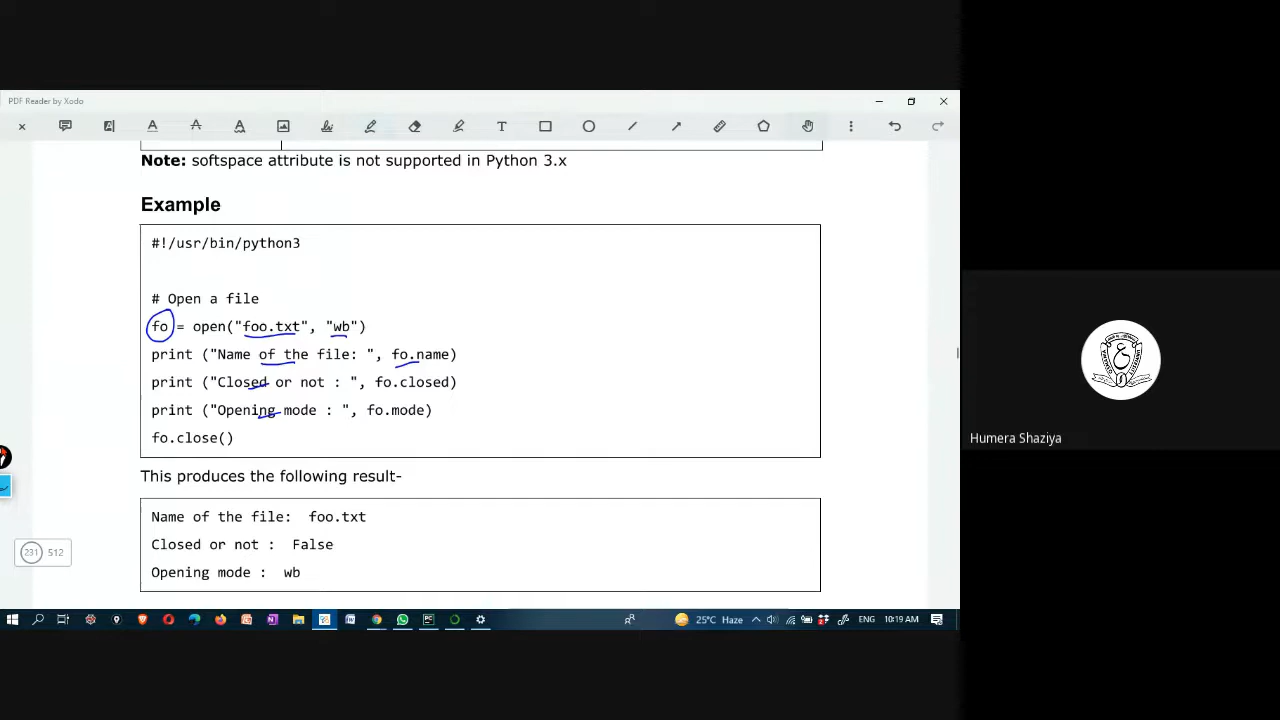 PDF Reader by Xodo
Note: softspace attribute is not supported in Python 3.x
Example
#!/usr/bin/python3
# Open a file
fo = open("foo.txt", "wb")
print ("Name of the file: ", fo.name)
print ("Closed or not : ", fo.closed)
print ("Opening mode : ", fo.mode)
fo.close()
This produces the following result-
Name of the file:  foo.txt
Closed or not :  False
Opening mode :  wb
231 512
Humera Shaziya
25°C Haze ENG 10:19 AM